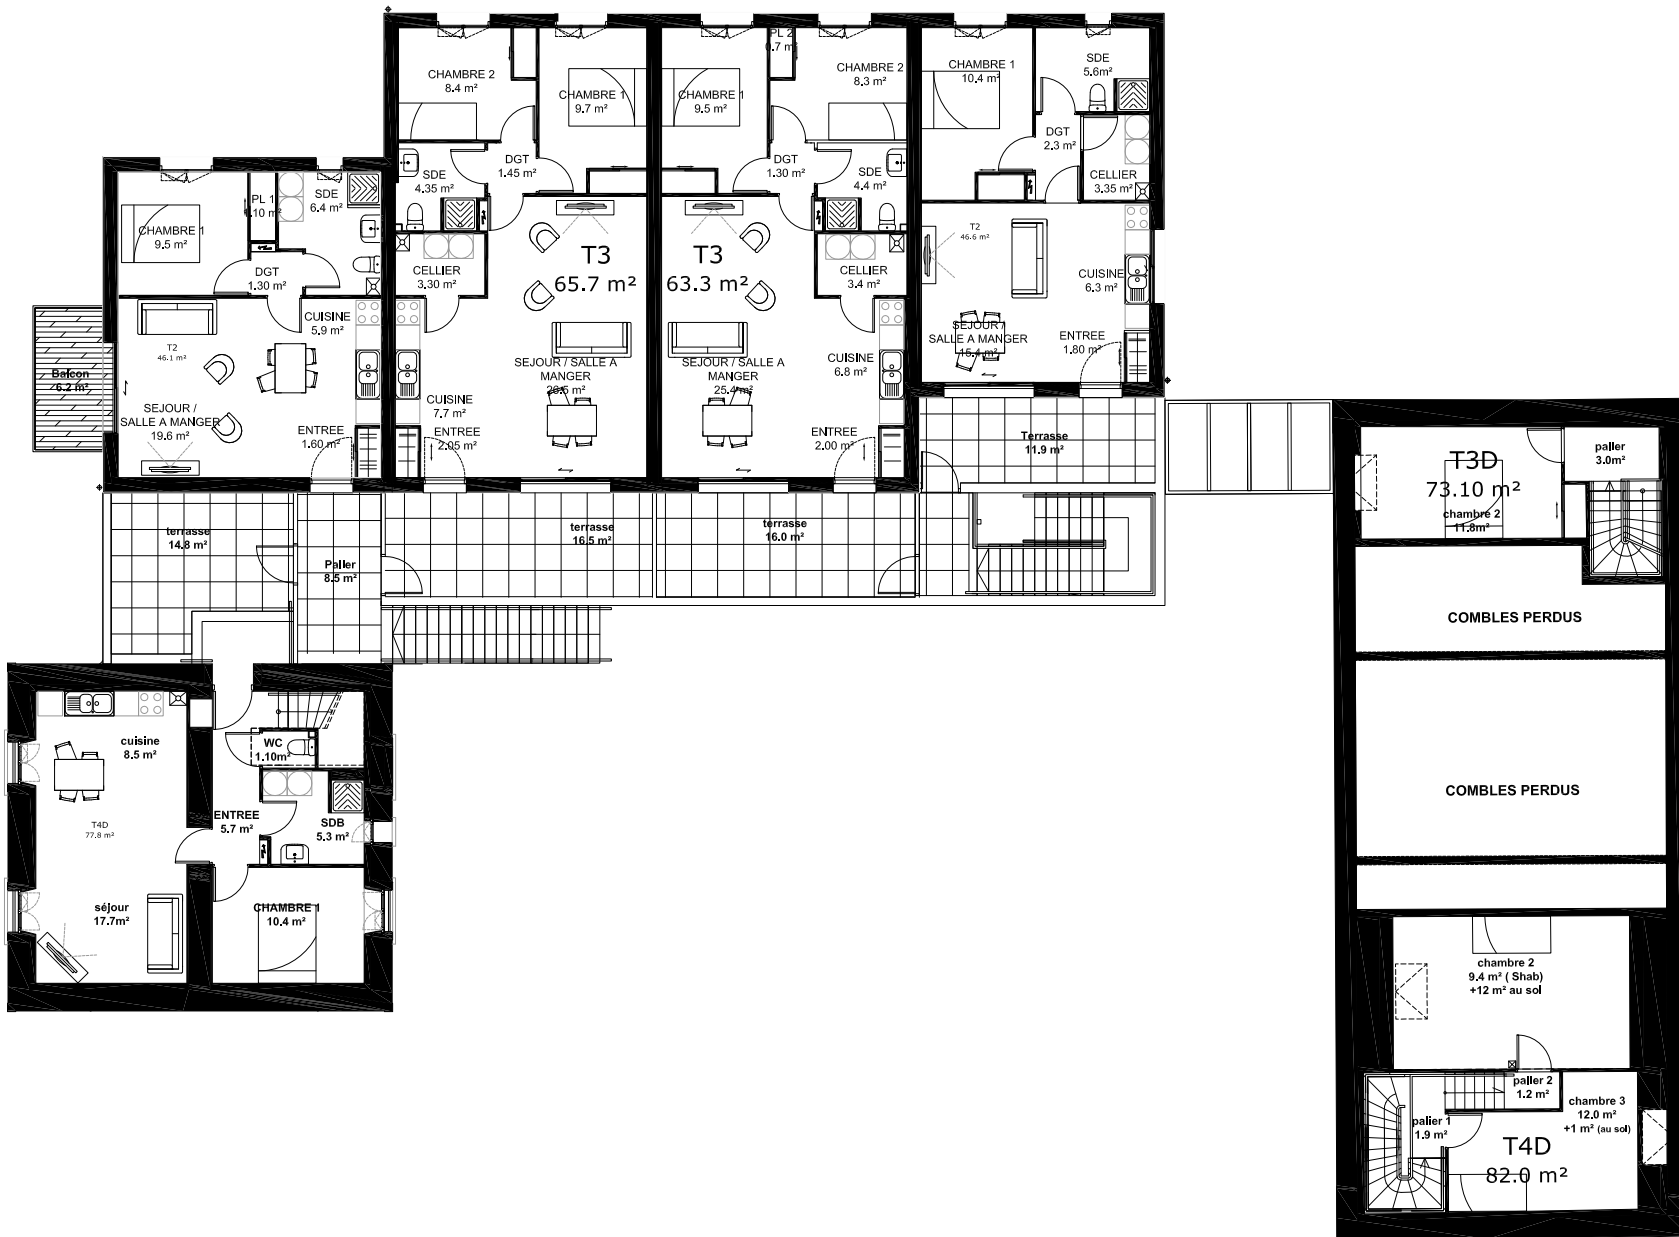 CHAMBRE 2
8.4 m²
CHAMBRE 1
9.7 m²
SDE
4.35 m²
DGT
1.45 m²
CELLIER
3.30 m²
T3
65.7 m²
SEJOUR / SALLE A
MANGER
CUISINE
7.7 m²
ENTREE
2.05 m²
PL 2
0.7 m²
CHAMBRE 1
9.5 m²
CHAMBRE 2
8.3 m²
DGT
1.30 m²
SDE
4.4 m²
T3
63.3 m²
CELLIER
3.4 m²
SEJOUR / SALLE A
MANGER
25.4 m²
CUISINE
6.8 m²
ENTREE
2.00 m²
CHAMBRE 1
10.4 m²
SDE
5.6m²
DGT
2.3 m²
CELLIER
3.35 m²
T2
46.6 m²
CUISINE
6.3 m²
SEJOUR /
SALLE A MANGER
15.4 m²
ENTREE
1.80 m²
CHAMBRE 1
9.5 m²
PL 1
SDE
6.4 m²
DGT
1.30 m²
CUISINE
5.9 m²
T2
46.1 m²
Balcon
6.2 m²
SEJOUR /
SALLE A MANGER
19.6 m²
ENTREE
1.60 m²
terrasse
14.8 m²
Palier
8.5 m²
terrasse
16.5 m²
terrasse
16.0 m²
Terrasse
11.9 m²
cuisine
8.5 m²
WC
1.10m²
ENTREE
5.7 m²
SDB
5.3 m²
T4D
77.8 m²
séjour
17.7m²
CHAMBRE 1
10.4 m²
T3D
73.10 m²
chambre 2
11.8m²
palier
3.0m²
COMBLES PERDUS
COMBLES PERDUS
chambre 2
9.4 m² ( Shab)
+12 m² au sol
palier 2
1.2 m²
chambre 3
12.0 m²
+1 m² (au sol)
palier 1
1.9 m²
T4D
82.0 m²